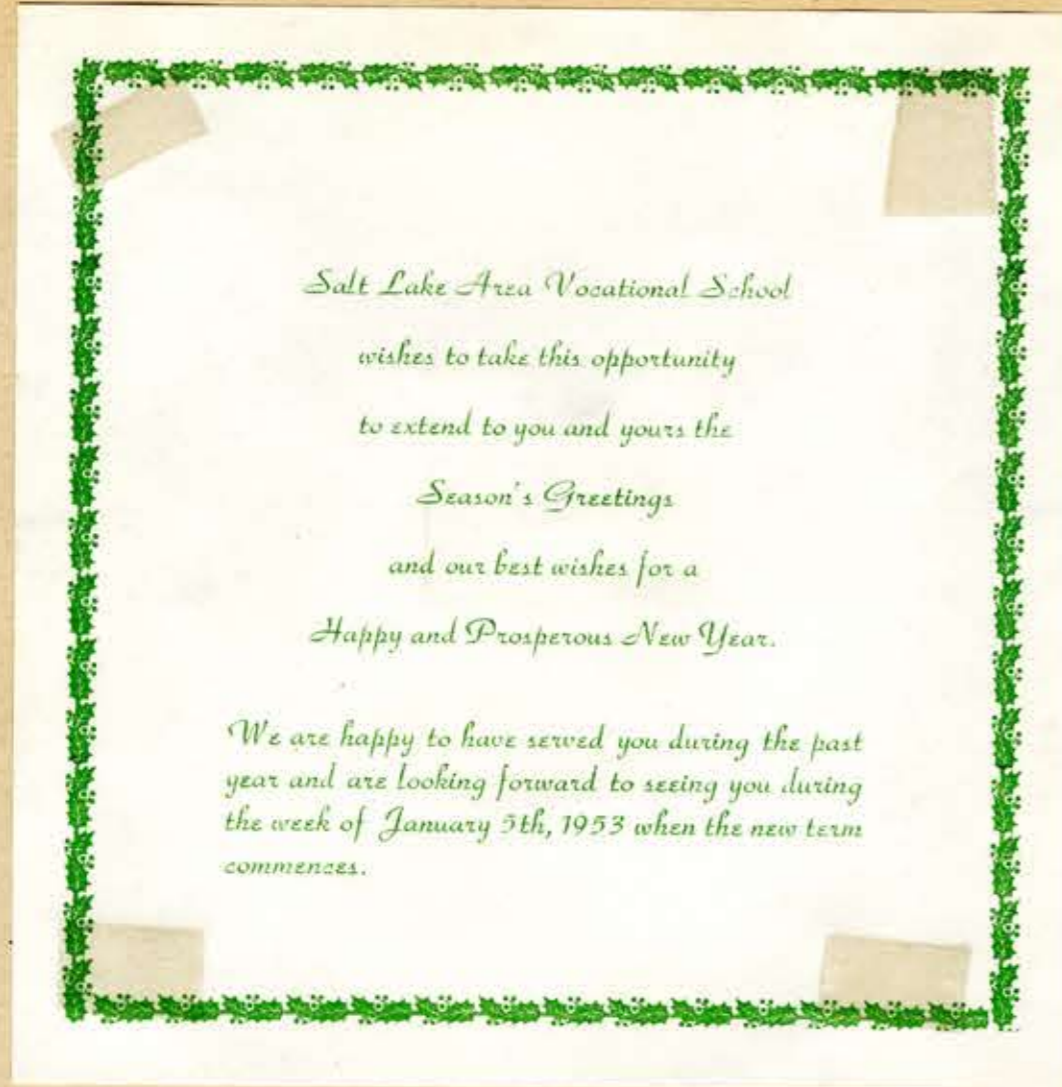 Salt Lake Area Vocational School
wishes to take this opportunity
to extend to you and yours the
Season's Greetings
and our best wishes for a
Happy and Prosperous New Year.
We are happy to have served you during the past
year and are looking forward to seeing you during
the week of January 5th, 1953 when the new term
commences.